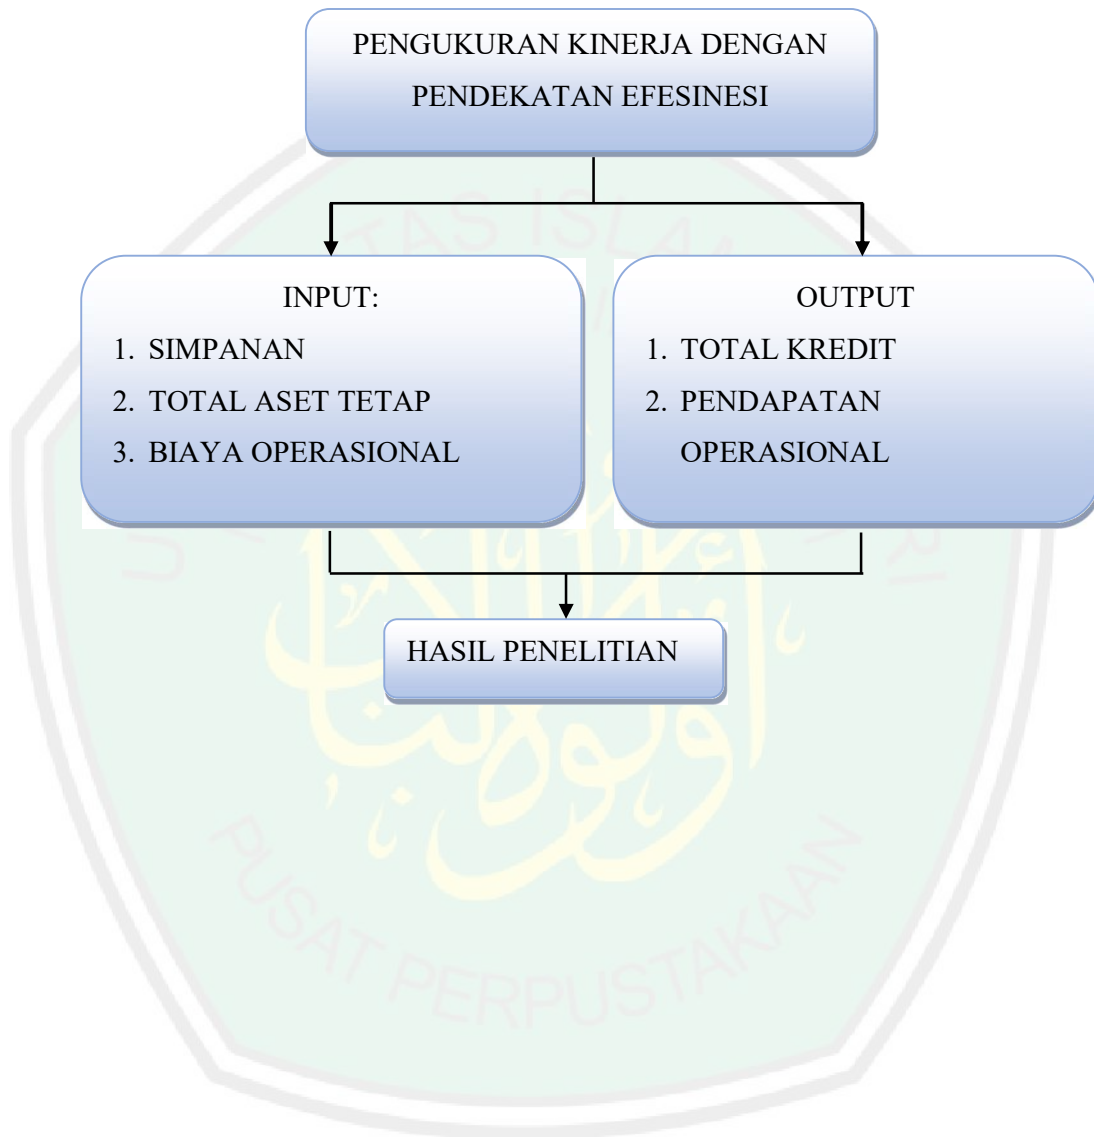 PENGUKURAN KINERJA DENGAN
PENDEKATAN EFESINESI
INPUT:
1. SIMPANAN
2. TOTAL ASET TETAP
3. BIAYA OPERASIONAL
OUTPUT
1. TOTAL KREDIT
2. PENDAPATAN
OPERASIONAL
HASIL PENELITIAN
PUSAT PERPUSTAKAAN